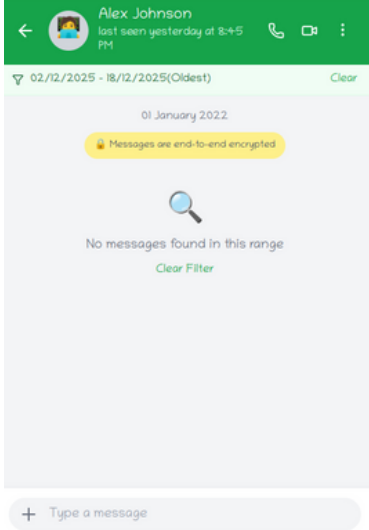 Alex Johnson
last seen yesterday at 8:45
PM
02/12/2025 - 18/12/2025(Oldest)
Clear
01 January 2022
Messages are end-to-end encrypted
No messages found in this range
Clear Filter
Type a message